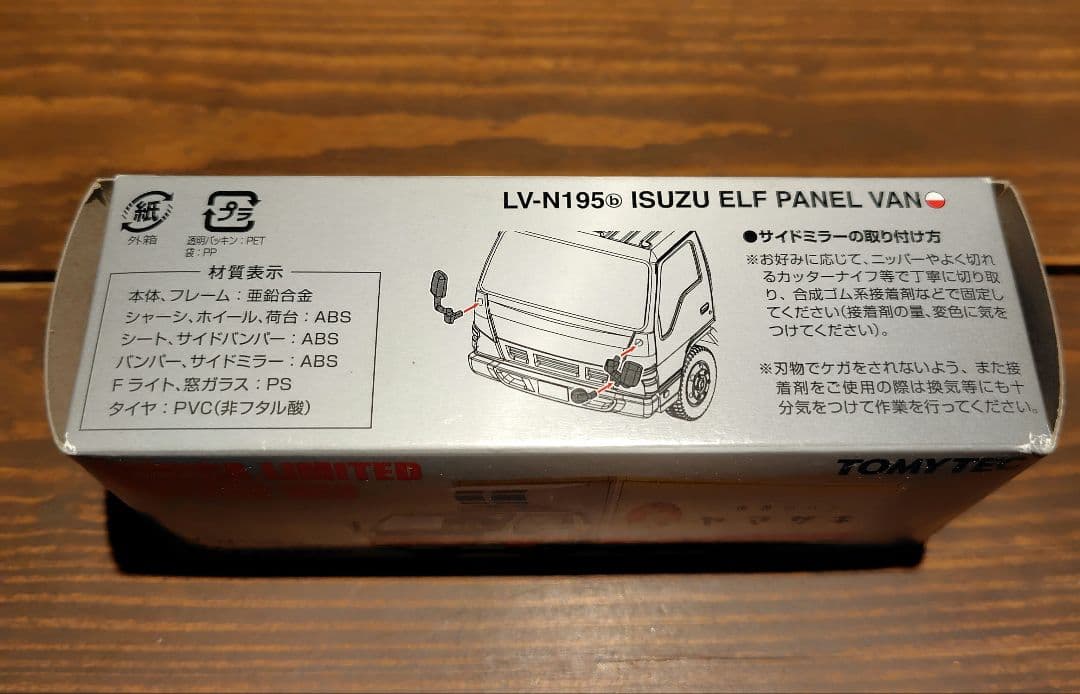 紙
外箱
プラ
透明パッキン：PET
袋：PP
材質表示
本体、フレーム：亜鉛合金
シャーシ、ホイール、荷台：ABS
シート、サイドバンパー：ABS
バンパー、サイドミラー：ABS
Fライト、窓ガラス：PS
タイヤ：PVC（非フタル酸）
LV-N195ⓑ ISUZU ELF PANEL VAN
●サイドミラーの取り付け方
※お好みに応じて、ニッパーやよく切れ
るカッターナイフ等で丁寧に切り取
り、合成ゴム系接着剤などで固定し
てください（接着剤の量、変色に気を
つけてください）。
※刃物でケガをされないよう、また接
着剤をご使用の際は換気等にも十
分気をつけて作業を行ってください。
LIMITED
TOMYTEC
ヤマザキ